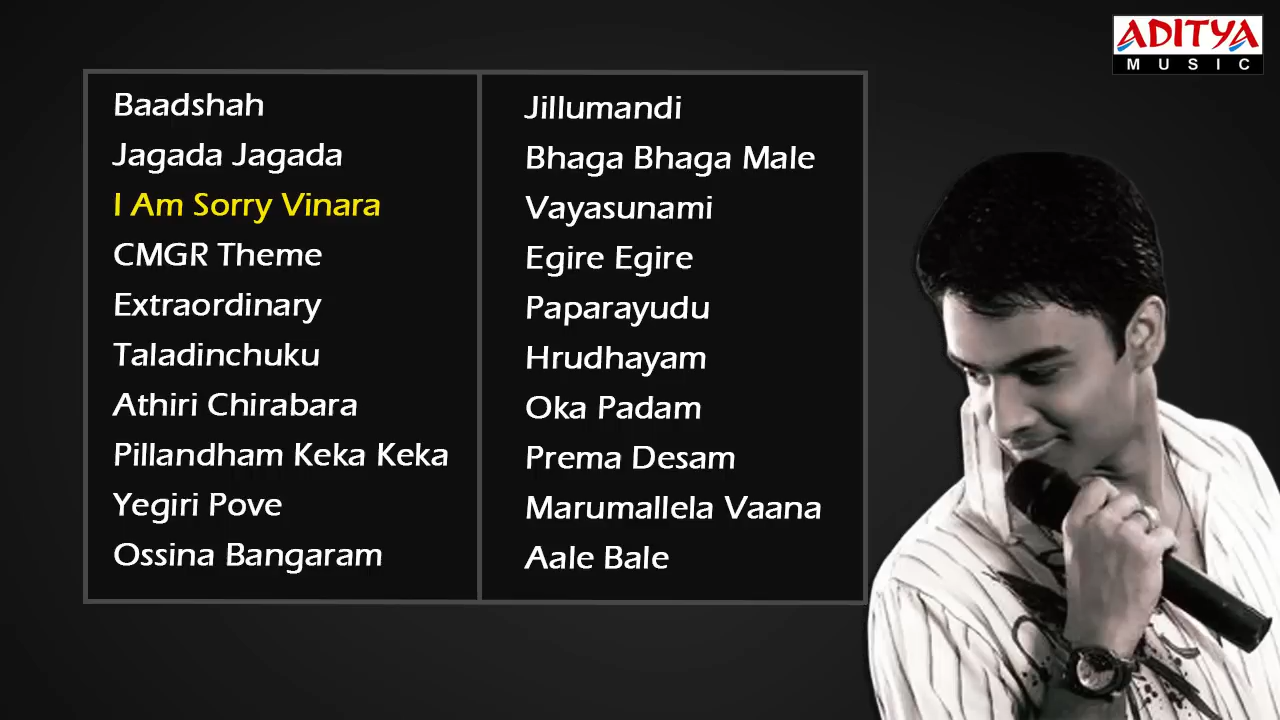 ADITYA
MUSIC
Baadshah
Jagada Jagada
I Am Sorry Vinara
CMGR Theme
Extraordinary
Taladinchuku
Athiri Chirabara
Pillandham Keka Keka
Yegiri Pove
Ossina Bangaram
Jillumandi
Bhaga Bhaga Male
Vayasunami
Egire Egire
Paparayudu
Hrudhayam
Oka Padam
Prema Desam
Marumallela Vaana
Aale Bale